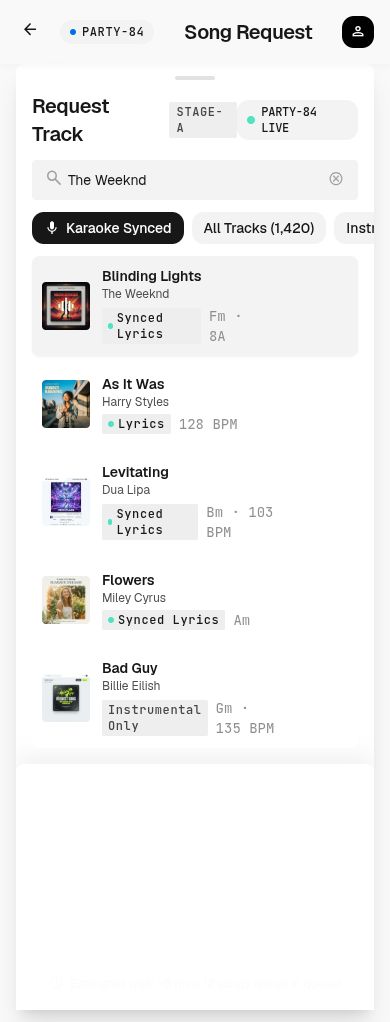 PARTY-84
Song Request
Request
Track
STAGE-
A
PARTY-84
LIVE
The Weeknd
Karaoke Synced
All Tracks (1,420)
Instr
Blinding Lights
The Weeknd
Synced
Lyrics
Fm ·
8A
As It Was
Harry Styles
Lyrics
128 BPM
Levitating
Dua Lipa
Synced
Lyrics
Bm · 103
BPM
Flowers
Miley Cyrus
Synced Lyrics
Am
Bad Guy
Billie Eilish
Instrumental
Only
Gm ·
135 BPM